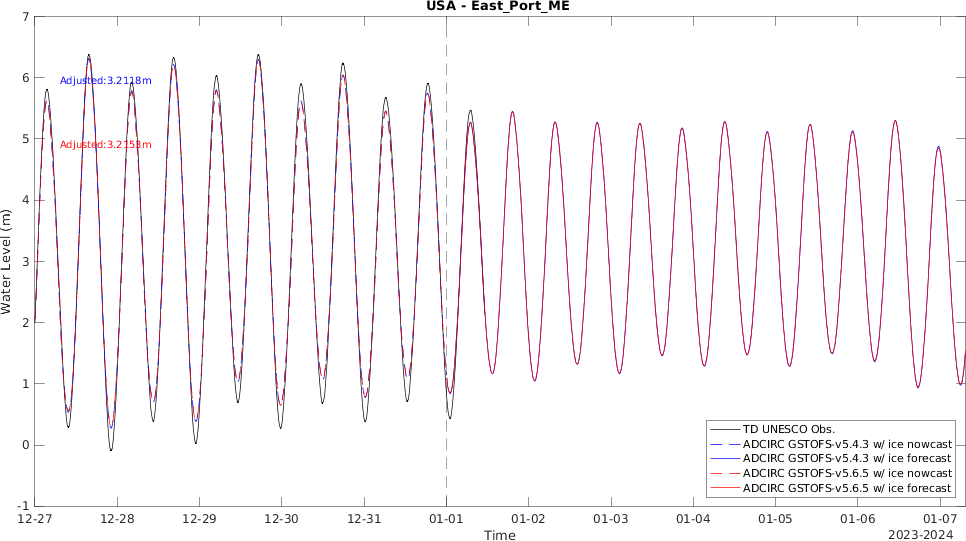 USA - East_Port_ME
7
6
5
4
3
2
1
0
-1
Water Level (m)
Adjusted:3.2118m
Adjusted:3.2153m
TD UNESCO Obs.
ADCIRC GSTOFS-v5.4.3 w/ ice nowcast
ADCIRC GSTOFS-v5.4.3 w/ ice forecast
ADCIRC GSTOFS-v5.6.5 w/ ice nowcast
ADCIRC GSTOFS-v5.6.5 w/ ice forecast
12-27 12-28 12-29 12-30 12-31 01-01 01-02 01-03 01-04 01-05 01-06 01-07
Time
2023-2024